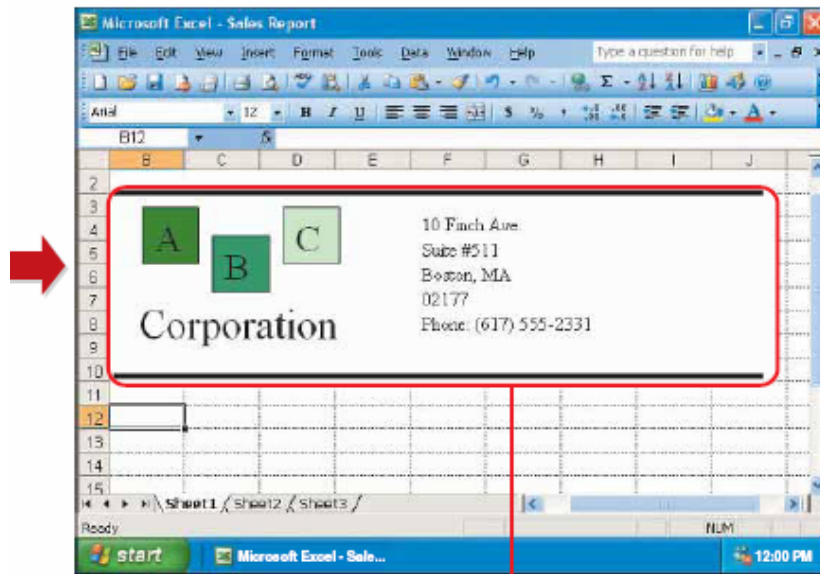 Microsoft Excel - Sales Report
File Edit View Insert Format Tools Data Window Help Type a question for help
Arial 12 B I U $ % ,
B12 fx
B C D E F G H I J
2
3
4
5
6
7
8
9
10
11
12
13
14
15
A B C
Corporation
10 Finch Ave.
Suite #511
Boston, MA
02177
Phone: (617) 555-2331
Sheet1 / Sheet2 / Sheet3 /
Ready NUM
start Microsoft Excel - Sale... 12:00 PM